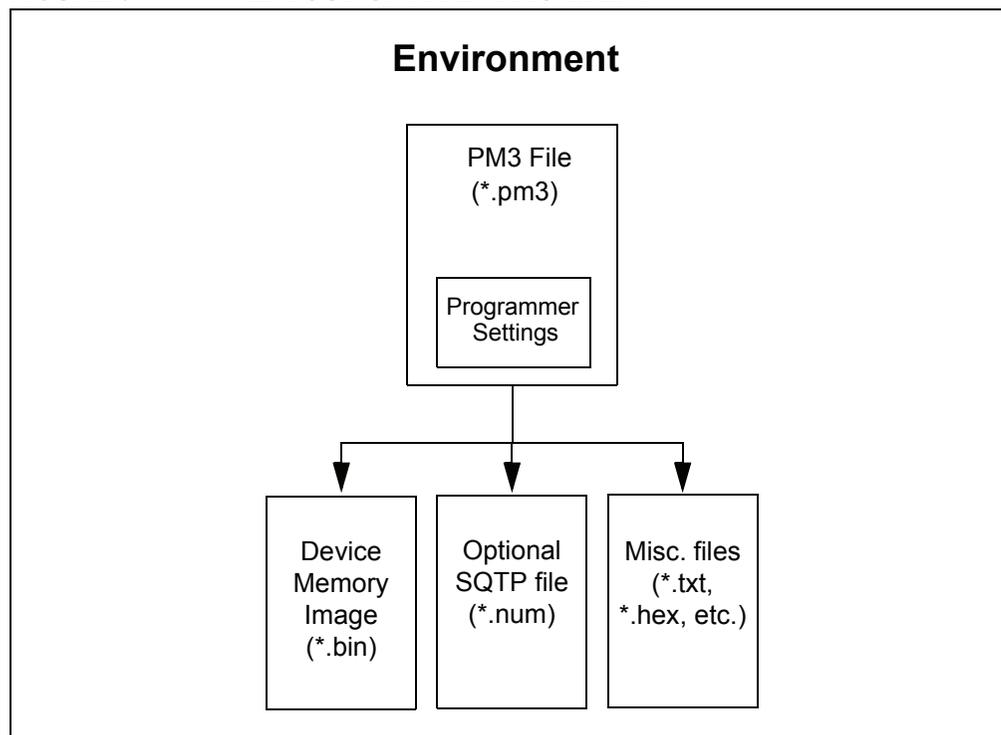 Environment
PM3 File
(*.pm3)
Programmer
Settings
Device
Memory
Image
(*.bin)
Optional
SQTP file
(*.num)
Misc. files
(*.txt,
*.hex, etc.)